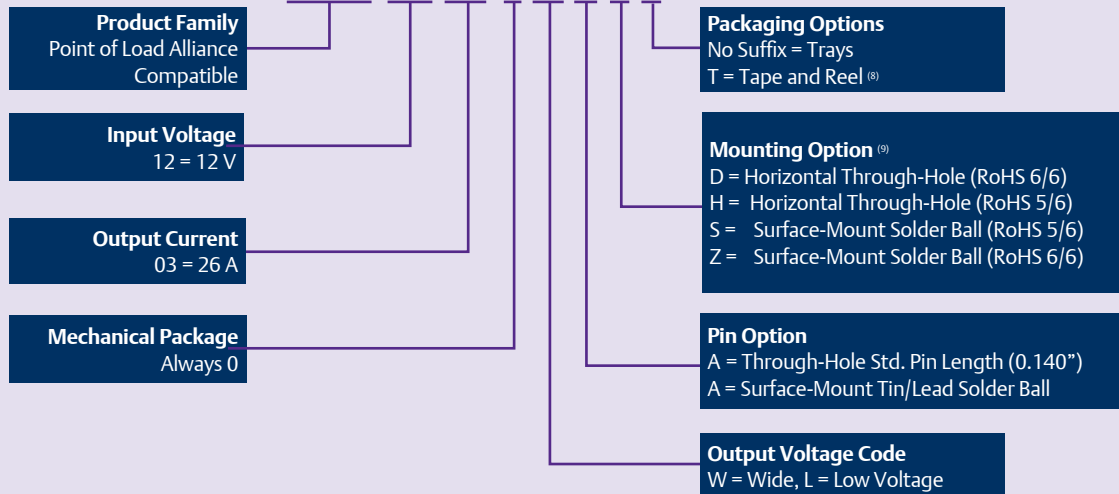 Product Family
Point of Load Alliance
Compatible
Input Voltage
12 = 12 V
Output Current
03 = 26 A
Mechanical Package
Always 0
Packaging Options
No Suffix = Trays
T = Tape and Reel (8)
Mounting Option (9)
D = Horizontal Through-Hole (RoHS 6/6)
H = Horizontal Through-Hole (RoHS 5/6)
S = Surface-Mount Solder Ball (RoHS 5/6)
Z = Surface-Mount Solder Ball (RoHS 6/6)
Pin Option
A = Through-Hole Std. Pin Length (0.140”)
A = Surface-Mount Tin/Lead Solder Ball
Output Voltage Code
W = Wide, L = Low Voltage